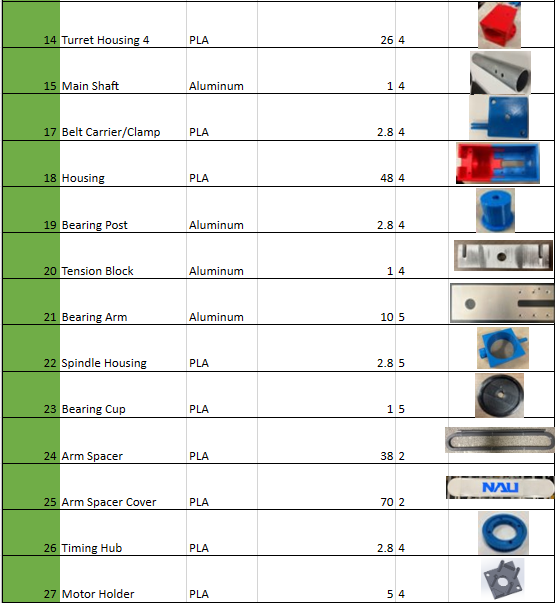 14 Turret Housing 4 PLA 26 4
15 Main Shaft Aluminum 1 4
17 Belt Carrier/Clamp PLA 2.8 4
18 Housing PLA 48 4
19 Bearing Post Aluminum 2.8 4
20 Tension Block Aluminum 1 4
21 Bearing Arm Aluminum 10 5
22 Spindle Housing PLA 2.8 5
23 Bearing Cup PLA 1 5
24 Arm Spacer PLA 38 2
25 Arm Spacer Cover PLA 70 2
NAU
26 Timing Hub PLA 2.8 4
27 Motor Holder PLA 5 4